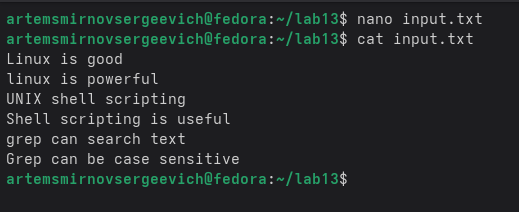 artemsmirnovsergeevich@fedora:~/lab13$ nano input.txt
artemsmirnovsergeevich@fedora:~/lab13$ cat input.txt
Linux is good
linux is powerful
UNIX shell scripting
Shell scripting is useful
grep can search text
Grep can be case sensitive
artemsmirnovsergeevich@fedora:~/lab13$